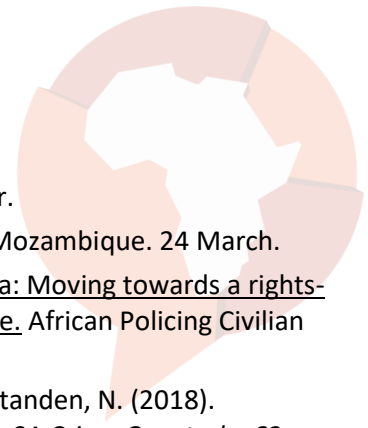 r.
Mozambique. 24 March.
a: Moving towards a rights-
e. African Policing Civilian
tanden, N. (2018).